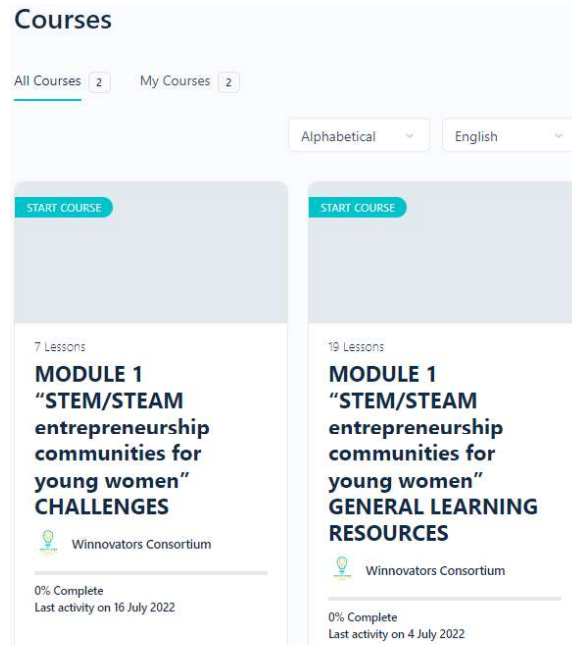 Courses
All Courses 2 My Courses 2
Alphabetical English
START COURSE
7 Lessons
MODULE 1
“STEM/STEAM
entrepreneurship
communities for
young women”
CHALLENGES
Winnovators Consortium
0% Complete
Last activity on 16 July 2022
START COURSE
19 Lessons
MODULE 1
“STEM/STEAM
entrepreneurship
communities for
young women”
GENERAL LEARNING
RESOURCES
Winnovators Consortium
0% Complete
Last activity on 4 July 2022